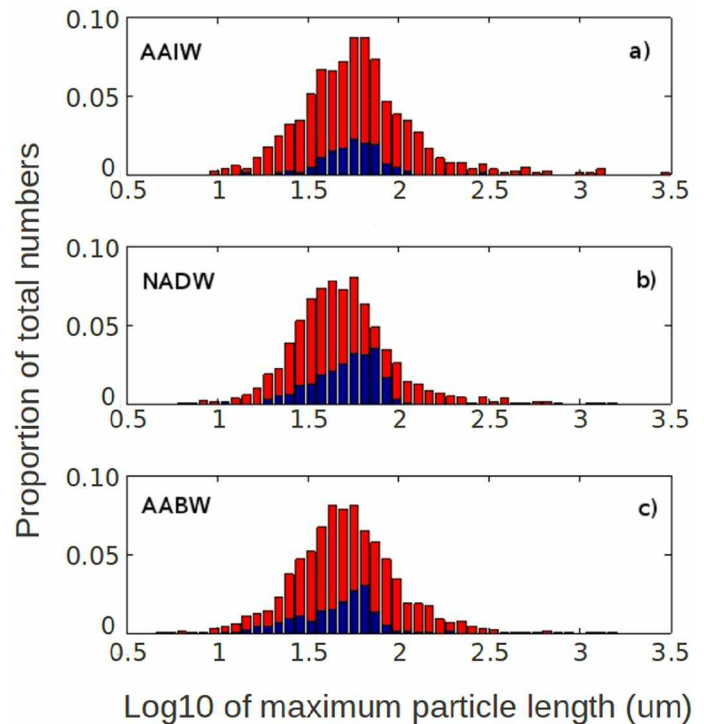 Proportion of total numbers
0.10
0.05
0
AAIW
a)
0.5 1 1.5 2 2.5 3 3.5
0.10
0.05
0
NADW
b)
0.5 1 1.5 2 2.5 3 3.5
0.10
0.05
0
AABW
c)
0.5 1 1.5 2 2.5 3 3.5
Log10 of maximum particle length (um)